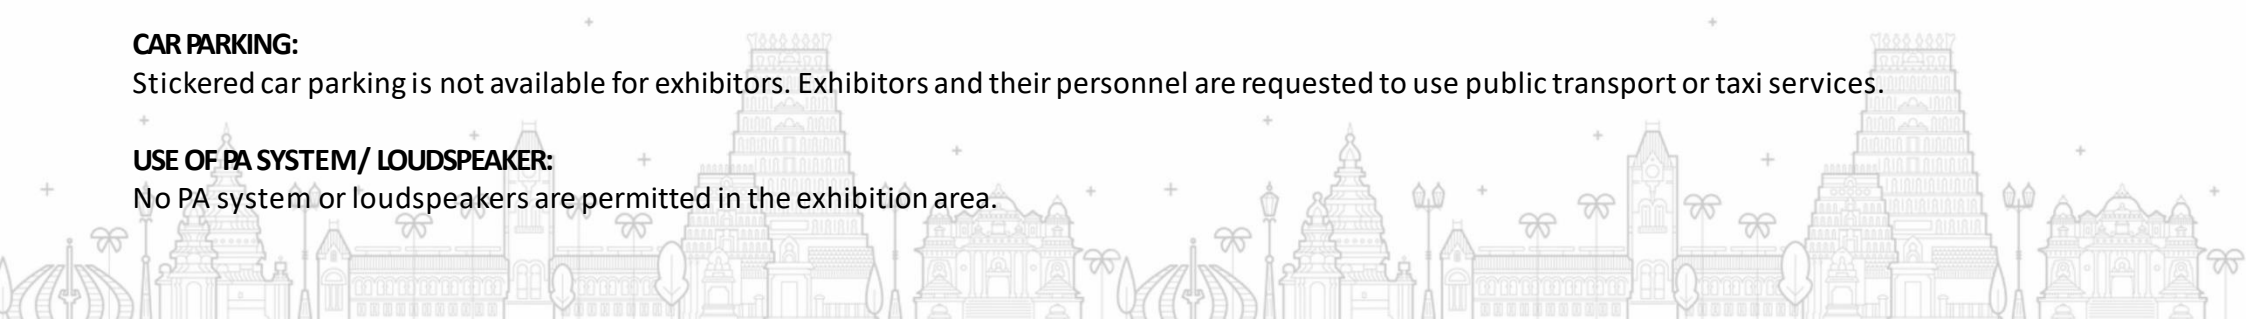 CAR PARKING:
Stickered car parking is not available for exhibitors. Exhibitors and their personnel are requested to use public transport or taxi services.
USE OF PA SYSTEM/ LOUDSPEAKER:
No PA system or loudspeakers are permitted in the exhibition area.